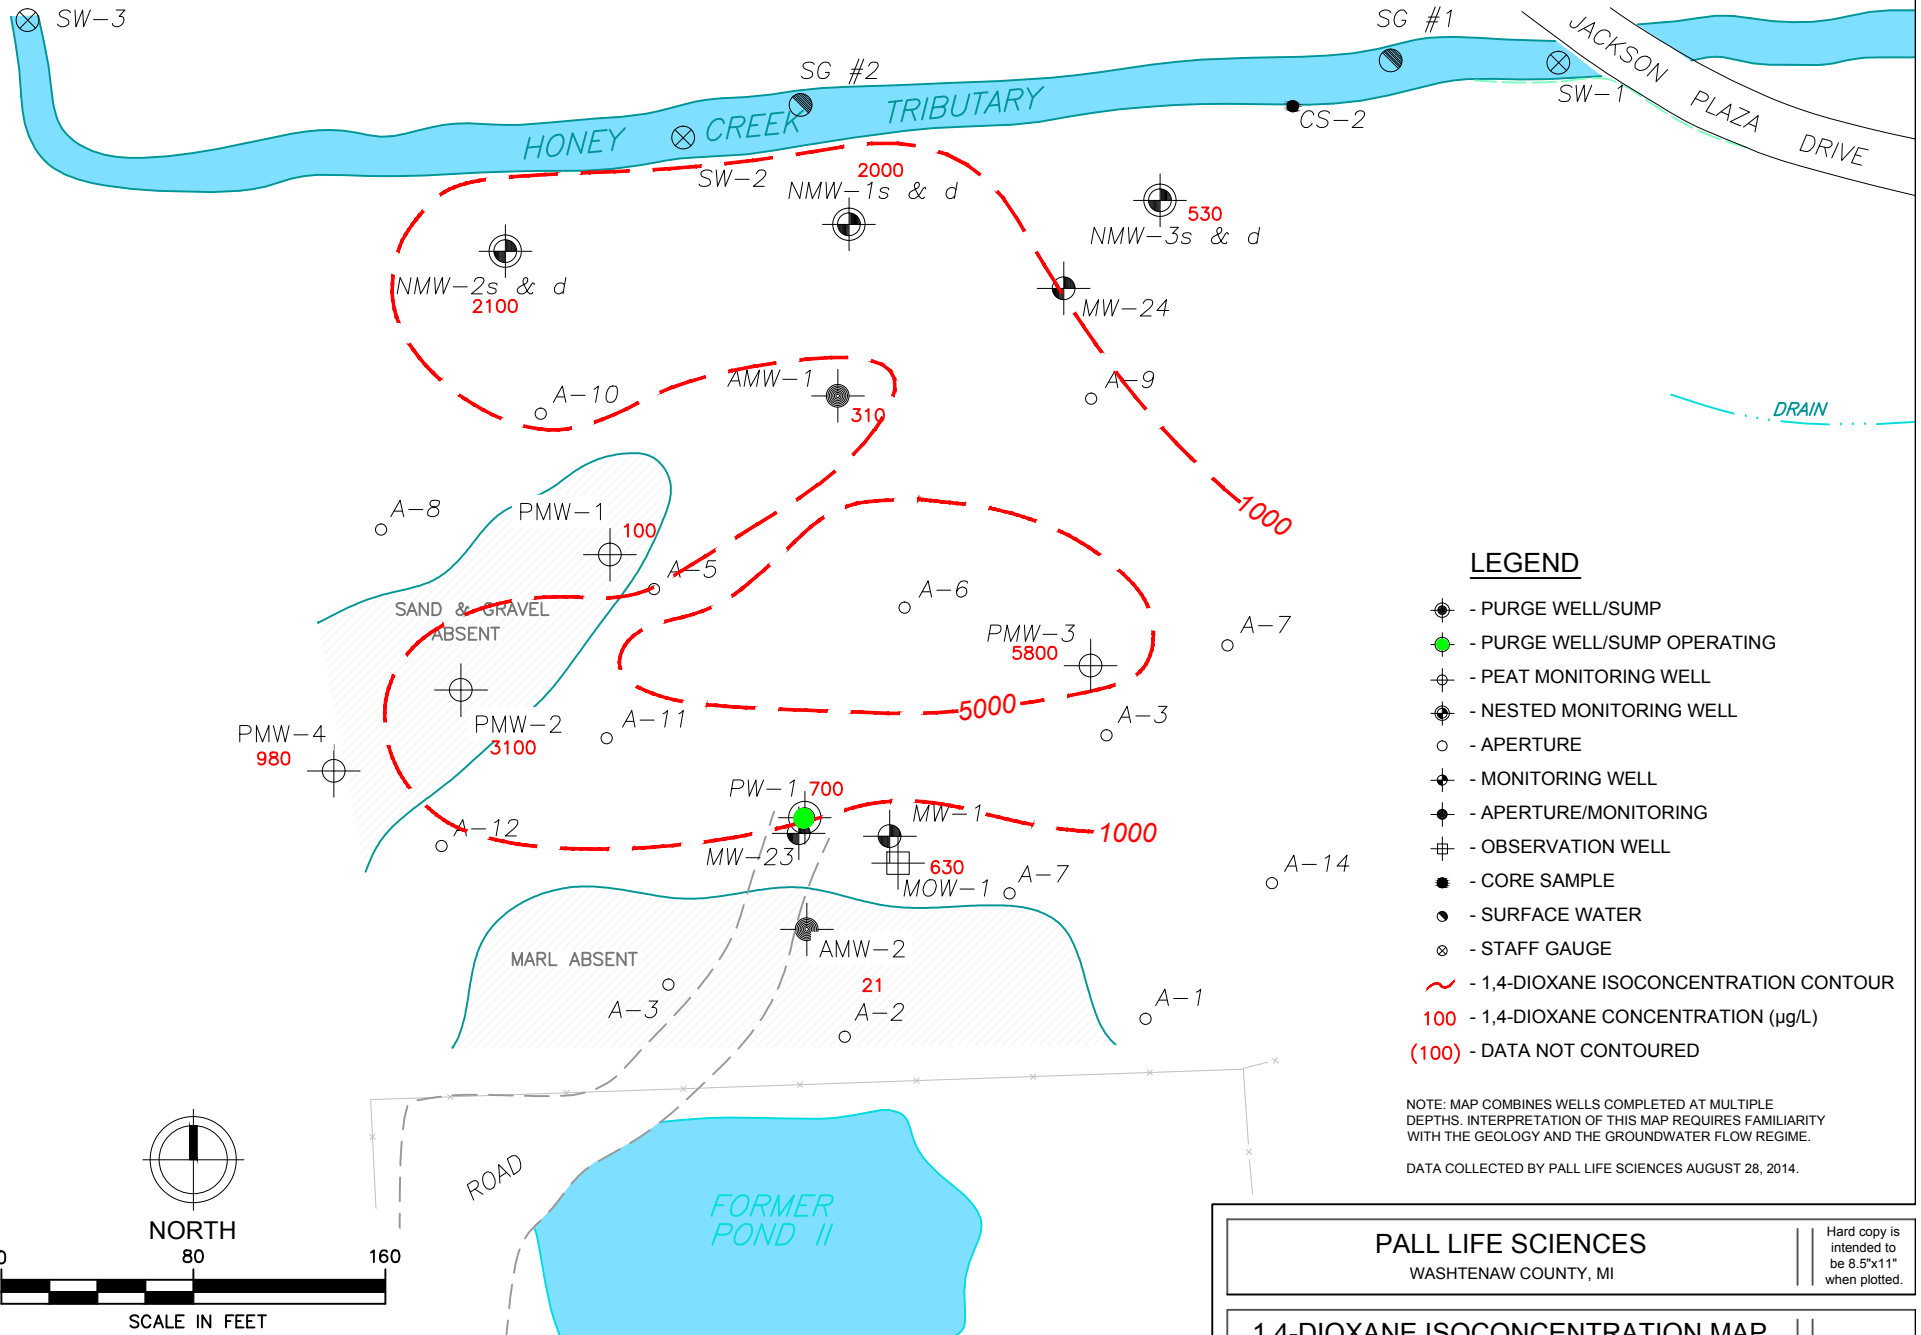 SW-3
SG #1
JACKSON PLAZA DRIVE
SG #2
HONEY CREEK TRIBUTARY
SW-1
CS-2
SW-2
2000
NMW-1s & d
530
NMW-3s & d
NMW-2s & d
2100
MW-24
AMW-1
310
A-10
A-9
DRAIN
A-8
PMW-1
100
1000
A-5
A-6
SAND & GRAVEL
ABSENT
PMW-3
5800
A-7
PMW-2
3100
A-11
5000
A-3
PMW-4
980
PW-1
700
MW-1
1000
A-12
MW-23
630
MOW-1
A-7
A-14
AMW-2
MARL ABSENT
21
A-3
A-2
A-1
LEGEND
- PURGE WELL/SUMP
- PURGE WELL/SUMP OPERATING
- PEAT MONITORING WELL
- NESTED MONITORING WELL
- APERTURE
- MONITORING WELL
- APERTURE/MONITORING
- OBSERVATION WELL
- CORE SAMPLE
- SURFACE WATER
- STAFF GAUGE
- 1,4-DIOXANE ISOCONCENTRATION CONTOUR
100 - 1,4-DIOXANE CONCENTRATION (µg/L)
(100) - DATA NOT CONTOURED
NOTE: MAP COMBINES WELLS COMPLETED AT MULTIPLE
DEPTHS. INTERPRETATION OF THIS MAP REQUIRES FAMILIARITY
WITH THE GEOLOGY AND THE GROUNDWATER FLOW REGIME.
DATA COLLECTED BY PALL LIFE SCIENCES AUGUST 28, 2014.
ROAD
FORMER
POND II
NORTH
0 80 160
SCALE IN FEET
PALL LIFE SCIENCES
WASHTENAW COUNTY, MI
Hard copy is
intended to
be 8.5"x11"
when plotted.
1,4-DIOXANE ISOCONCENTRATION MAP